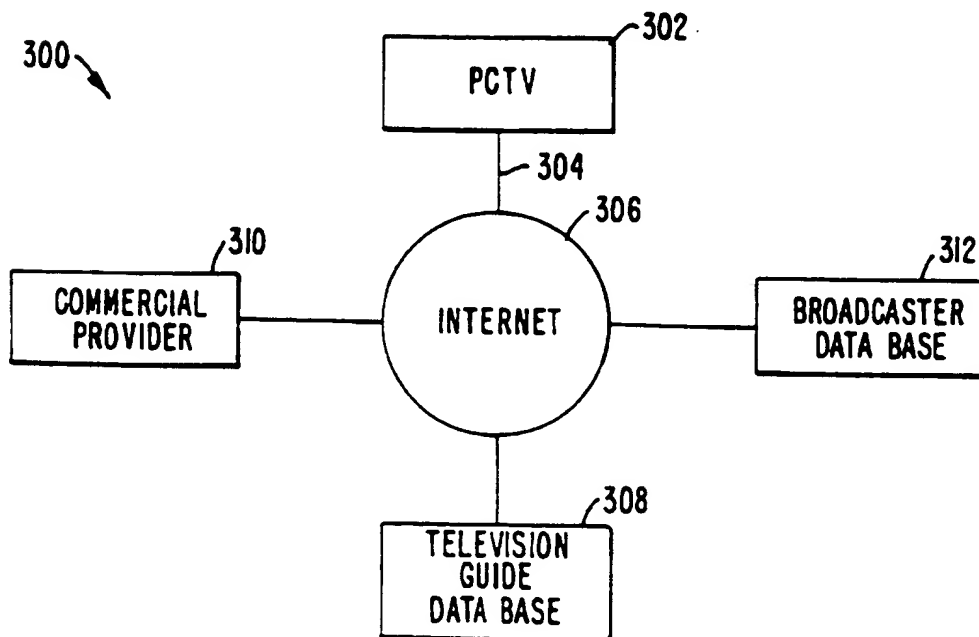 302
300
PCTV
304
306
310
312
COMMERCIAL
PROVIDER
INTERNET
BROADCASTER
DATA BASE
308
TELEVISION
GUIDE
DATA BASE